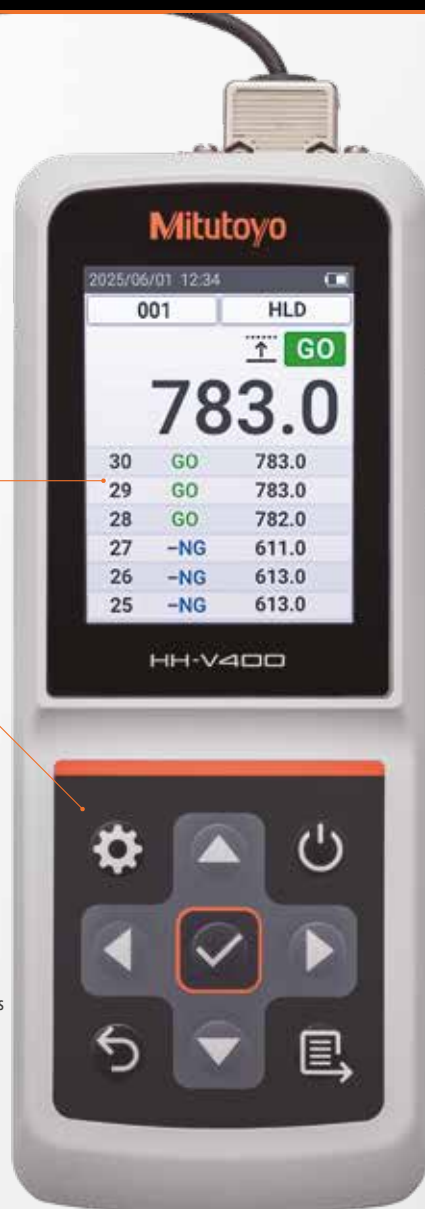 Mitutoyo
2025/06/01 12:34
001 HLD
GO
783.0
30 GO 783.0
29 GO 783.0
28 GO 782.0
27 –NG 611.0
26 –NG 613.0
25 –NG 613.0
HH-V400
s